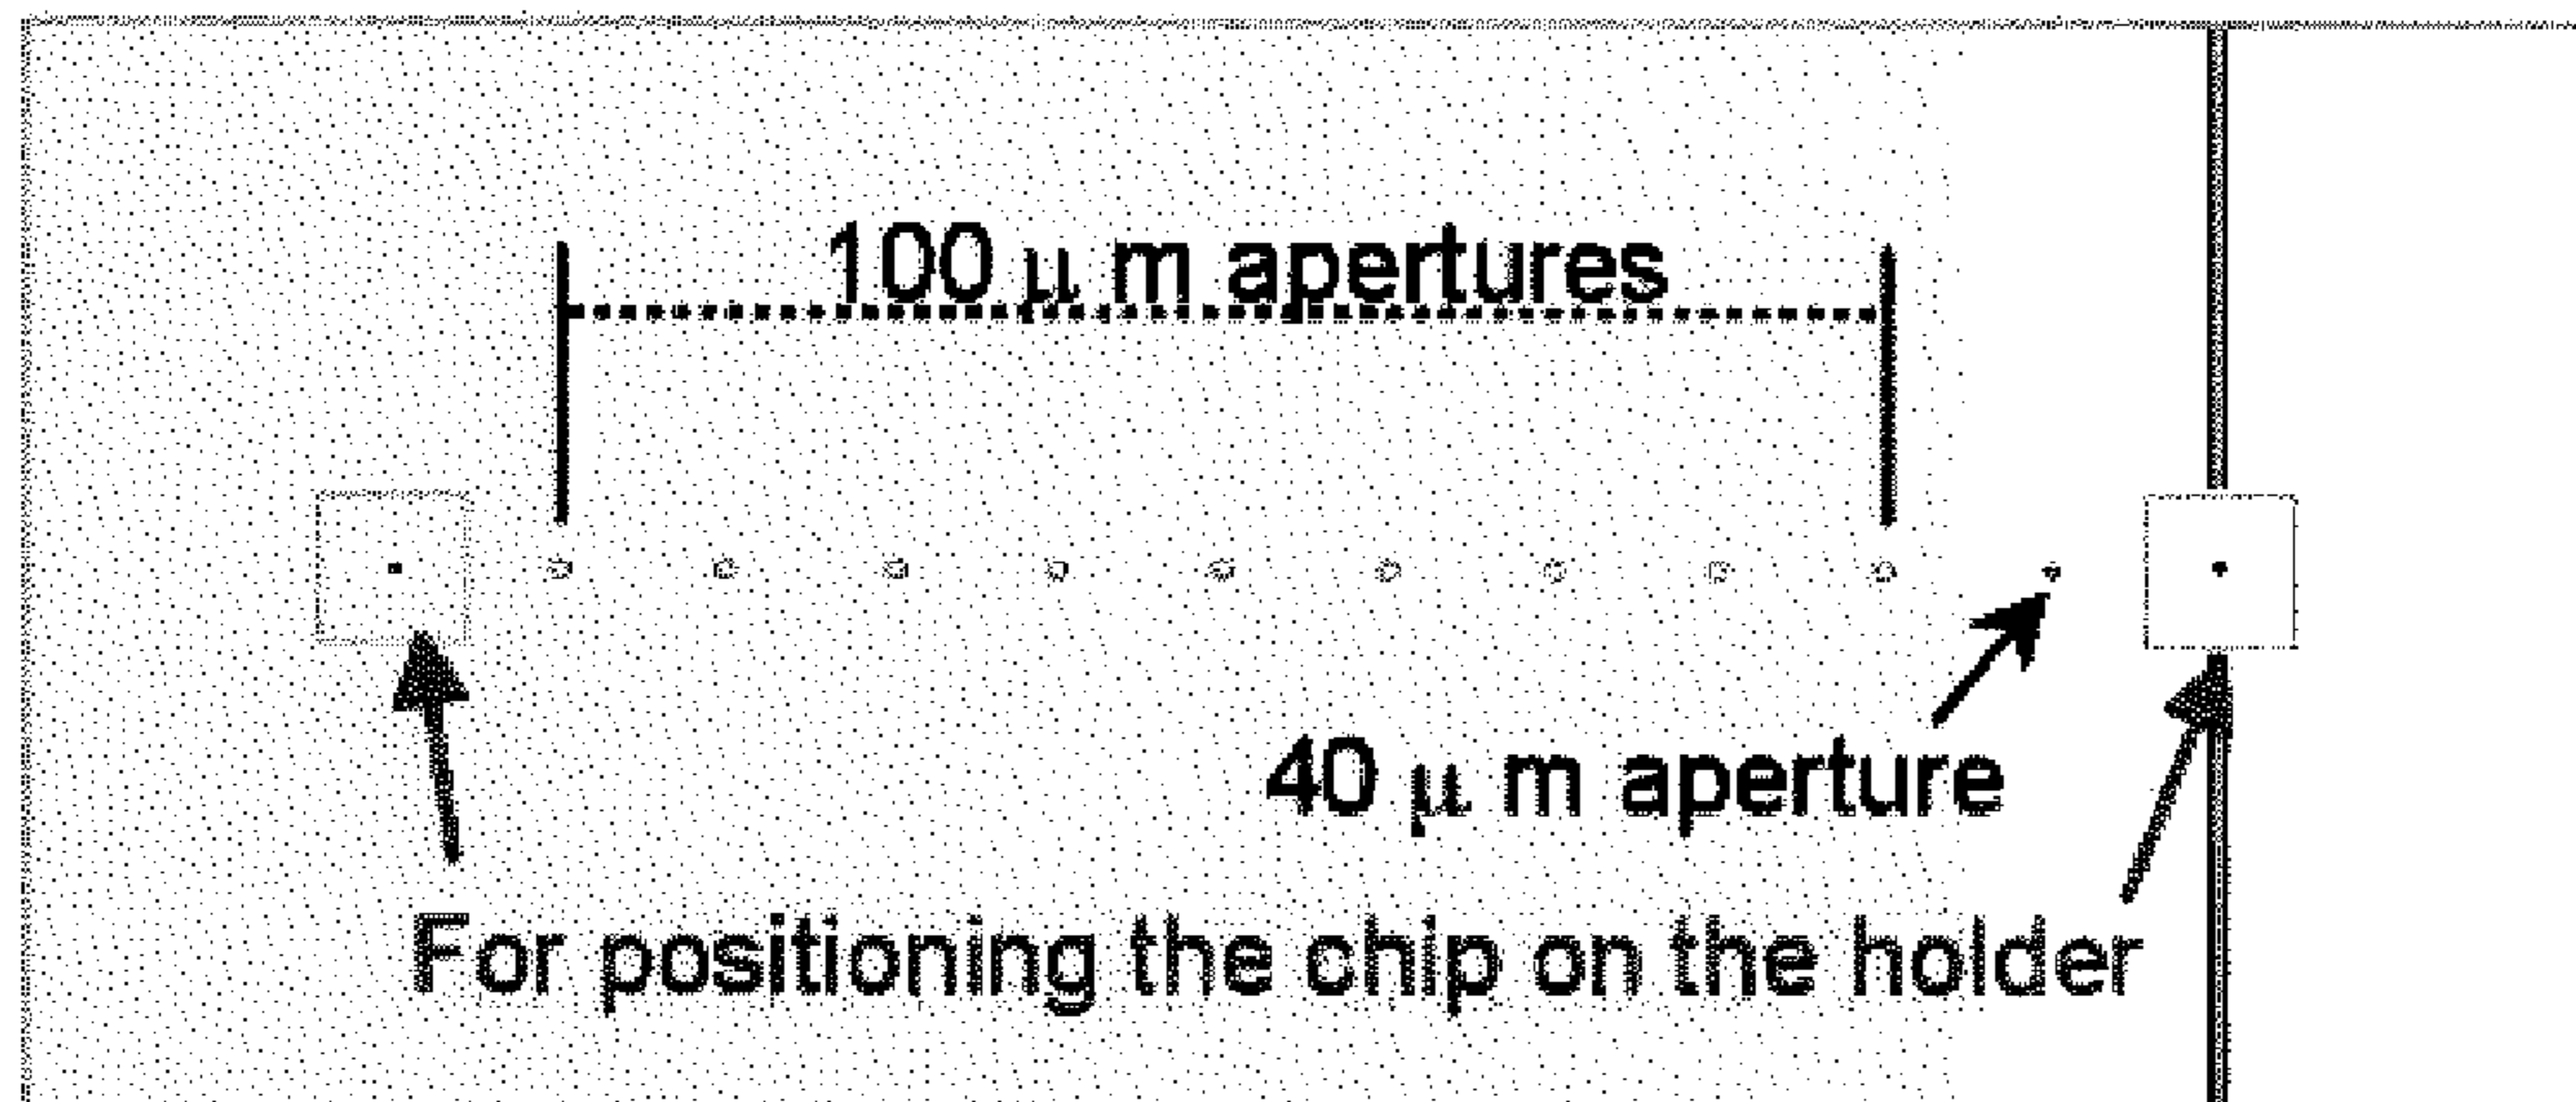 100 μ m apertures
40 μ m aperture
For positioning the chip on the holder